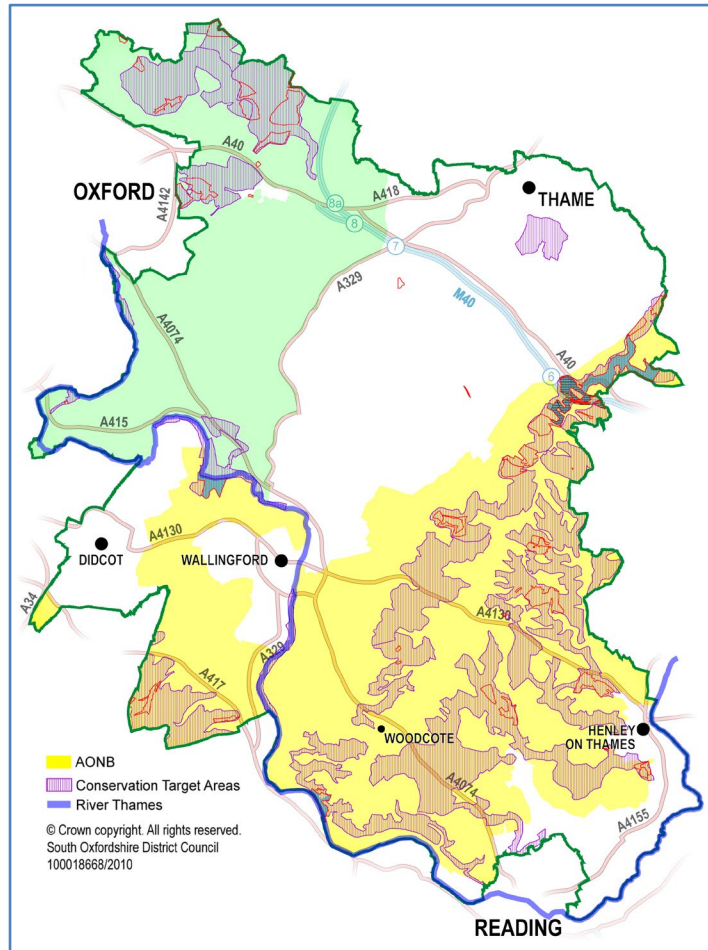 A40
OXFORD
A4142
A418
THAME
8a
8
7
A329
M40
A4074
A40
6
A415
A4130
DIDCOT
WALLINGFORD
A34
A4130
A329
A417
WOODCOTE
HENLEY
ON THAMES
A4074
A4155
AONB
Conservation Target Areas
River Thames
© Crown copyright. All rights reserved.
South Oxfordshire District Council
100018668/2010
READING